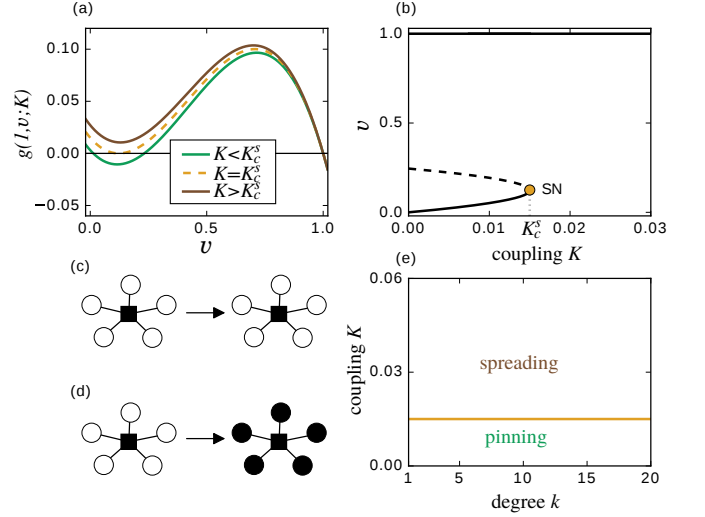 (a)
g(1,v;K)
0.10
0.05
0.00
−0.05
K<K_c^s
K=K_c^s
K>K_c^s
0.0
0.5
1.0
v
(b)
v
1.0
0.5
0.0
SN
0.00
0.01
0.02
0.03
K_c^s
coupling K
(c)
(d)
(e)
coupling K
0.06
0.03
0.00
spreading
pinning
1
5
10
15
20
degree k